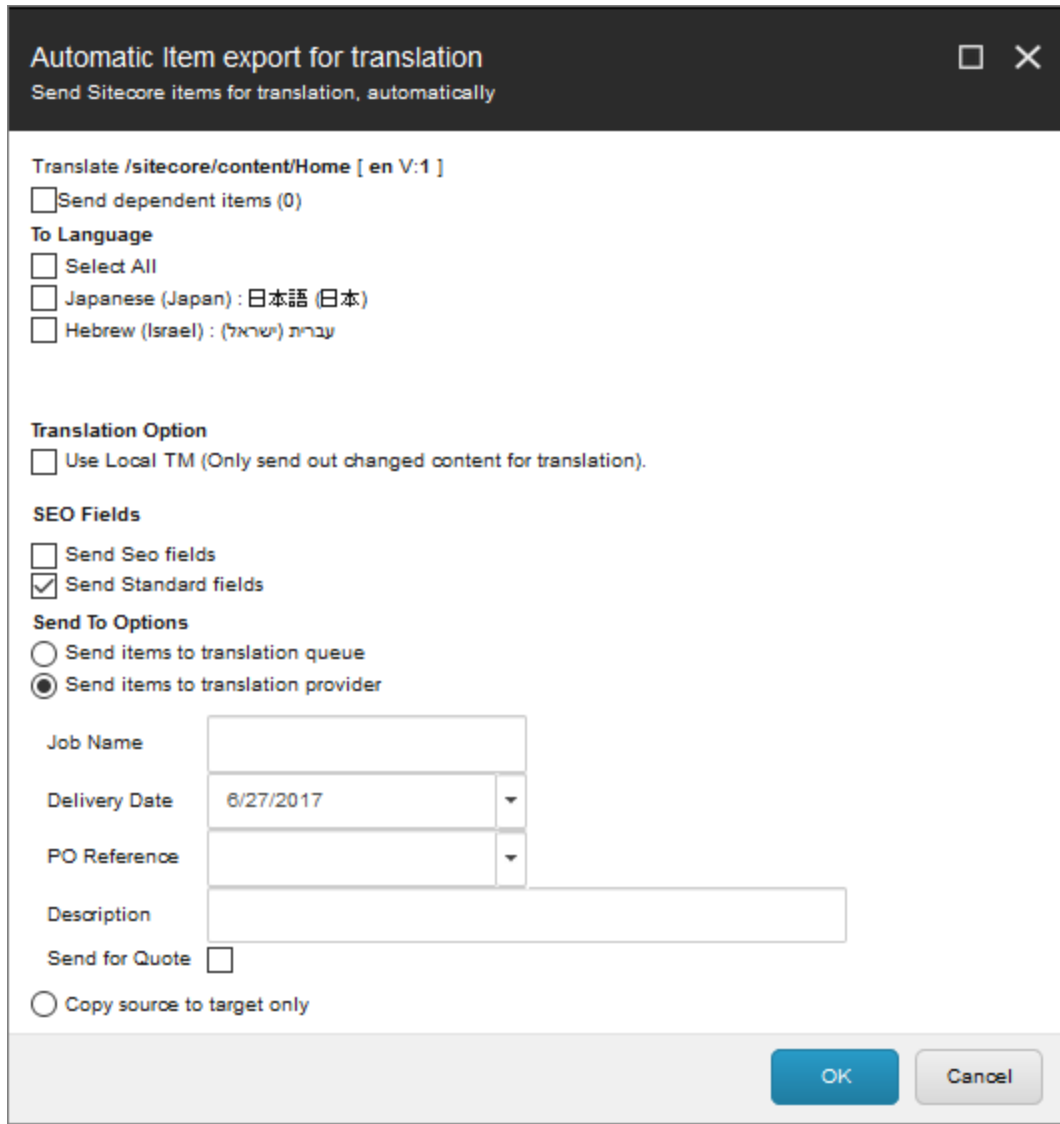 Automatic Item export for translation
Send Sitecore items for translation, automatically
Translate /sitecore/content/Home [ en V:1 ]
Send dependent items (0)
To Language
Select All
Japanese (Japan) : 日本語 (日本)
Hebrew (Israel) : עברית (ישראל)
Translation Option
Use Local TM (Only send out changed content for translation).
SEO Fields
Send Seo fields
Send Standard fields
Send To Options
Send items to translation queue
Send items to translation provider
Job Name
Delivery Date 6/27/2017
PO Reference
Description
Send for Quote
Copy source to target only
OK Cancel